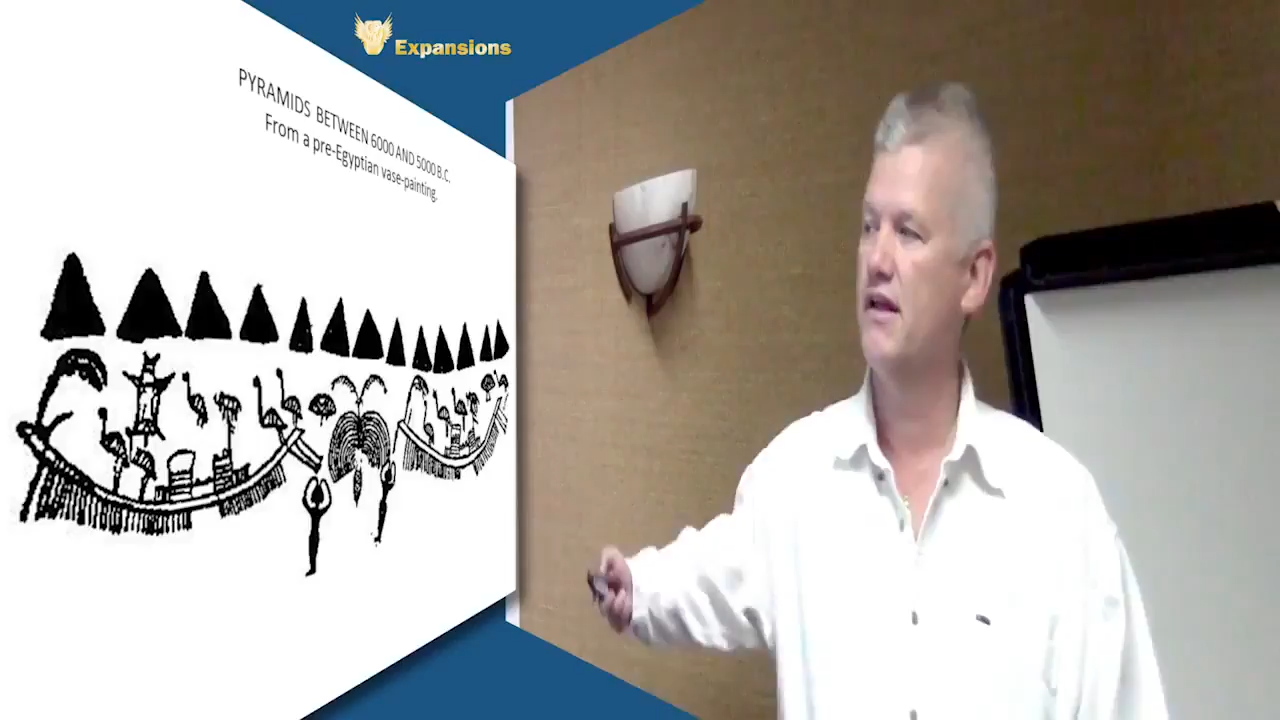 Expansions
PYRAMIDS BETWEEN 6000 AND 5000 B.C.
From a pre-Egyptian vase-painting.